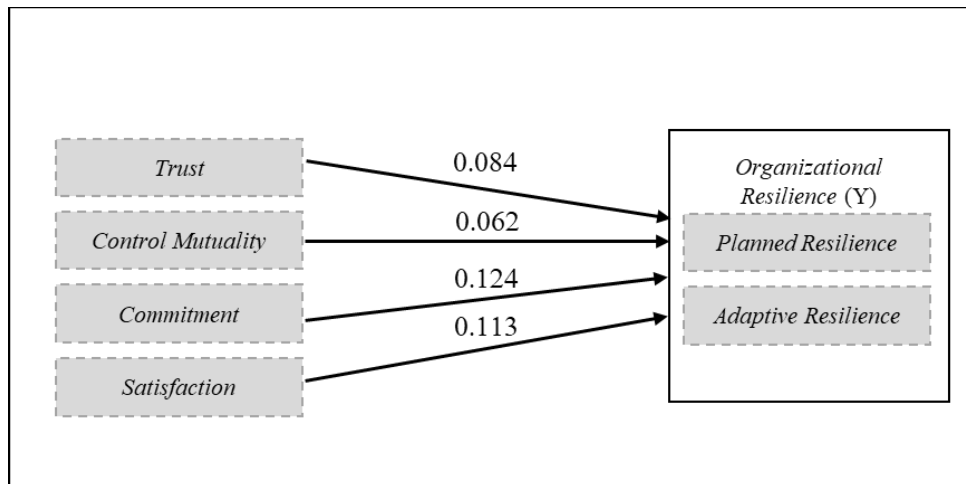 Trust
Control Mutuality
Commitment
Satisfaction
0.084
0.062
0.124
0.113
Organizational
Resilience (Y)
Planned Resilience
Adaptive Resilience